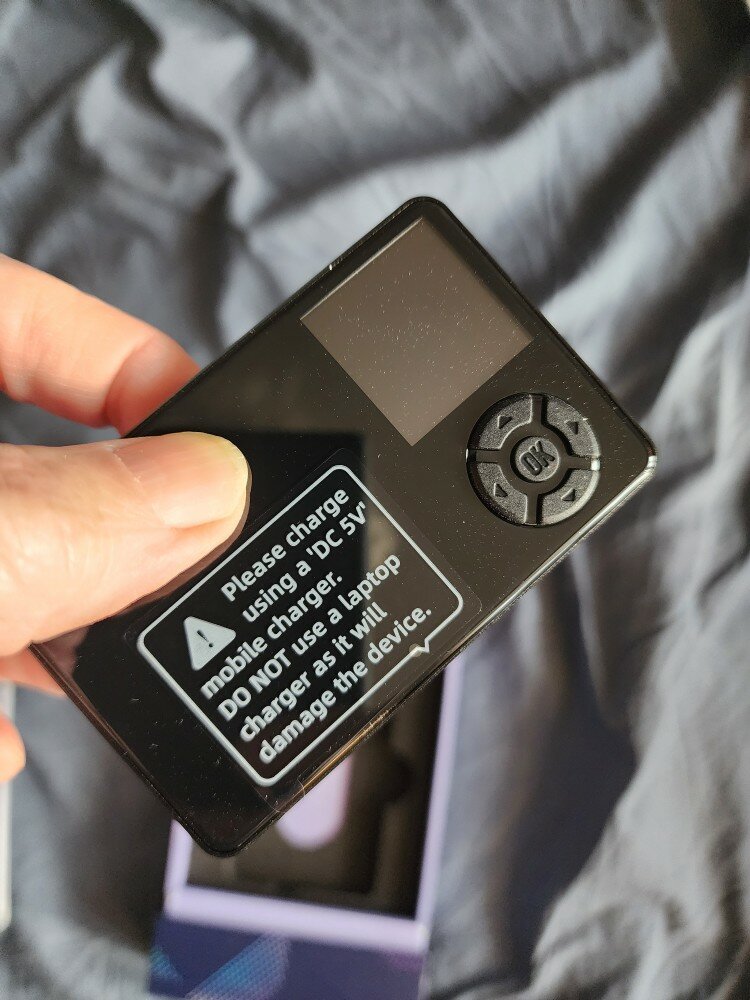 OK
Please charge
using a 'DC 5V'
mobile charger.
DO NOT use a laptop
charger as it will
damage the device.